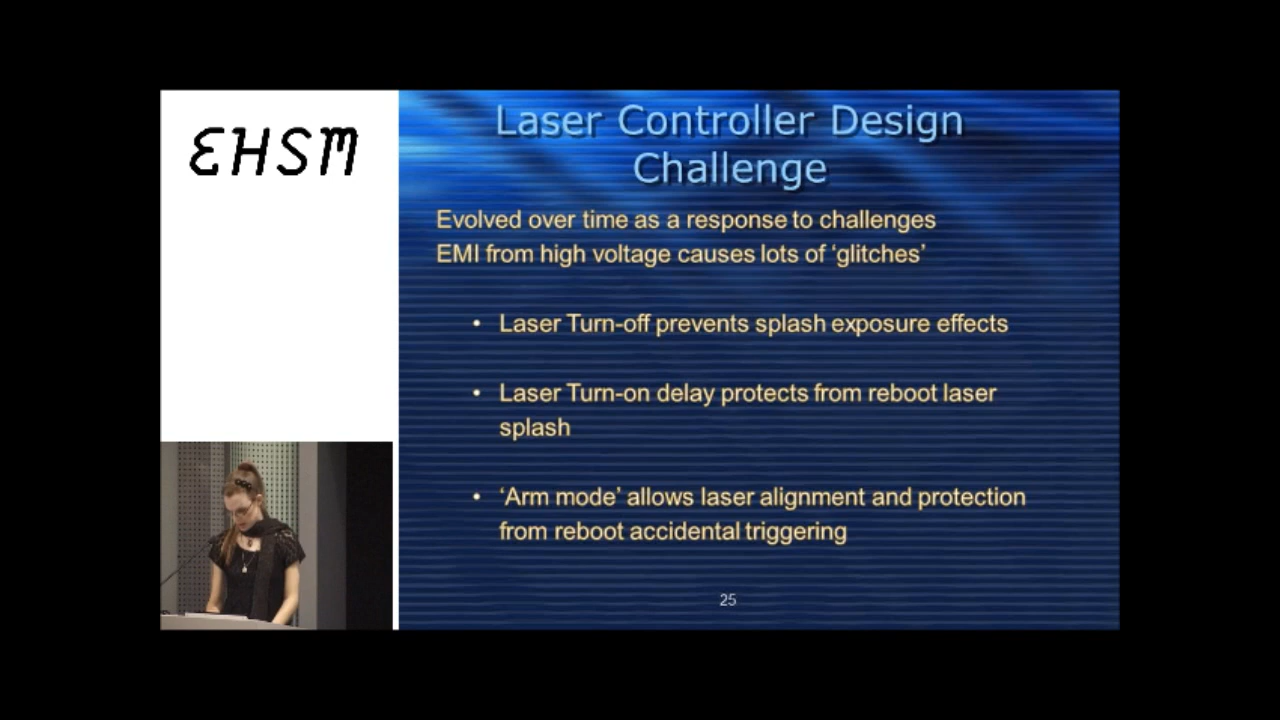 EHSM
Laser Controller Design
Challenge
Evolved over time as a response to challenges
EMI from high voltage causes lots of ‘glitches’
• Laser Turn-off prevents splash exposure effects
• Laser Turn-on delay protects from reboot laser
splash
• ‘Arm mode’ allows laser alignment and protection
from reboot accidental triggering
25